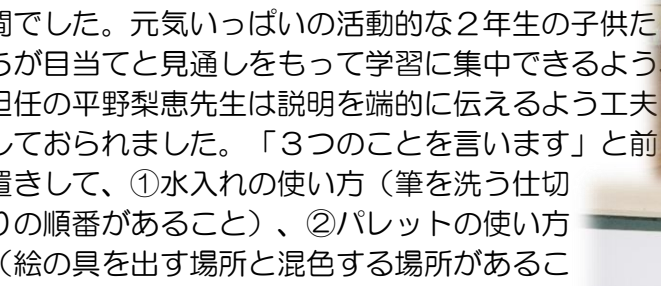 間でした。元気いっぱいの活動的な２年生の子供た
ちが目当てと見通しをもって学習に集中できるよう、
担任の平野梨恵先生は説明を端的に伝えるよう工夫
しておられました。「３つのことを言います」と前
置きして、①水入れの使い方（筆を洗う仕切
りの順番があること）、②パレットの使い方
（絵の具を出す場所と混色する場所があるこ